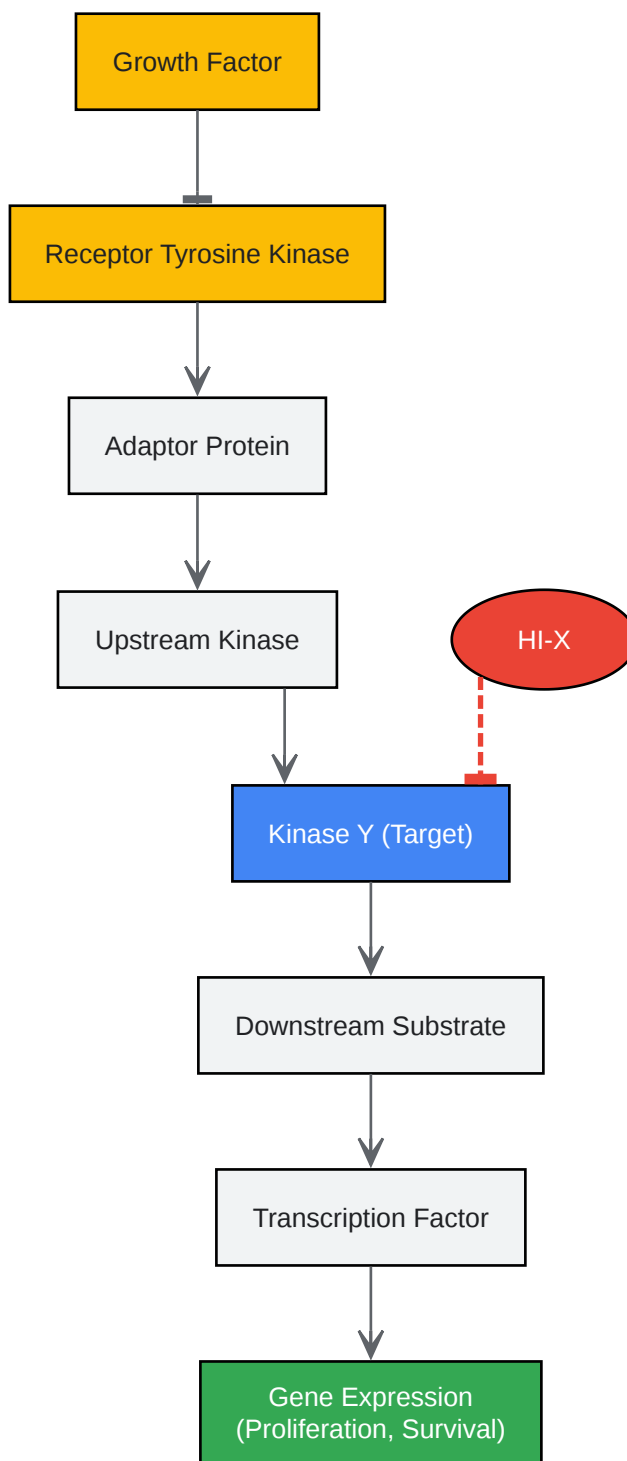 Growth Factor
Receptor Tyrosine Kinase
Adaptor Protein
Upstream Kinase
HI-X
Kinase Y (Target)
Downstream Substrate
Transcription Factor
Gene Expression
(Proliferation, Survival)